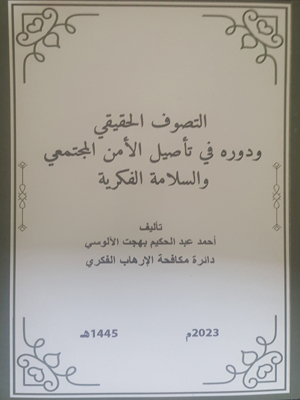 التصوف الحقيقي
ودوره في تأصيل الأمن المجتمعي
والسلامة الفكرية
تأليف
أحمد عبد الحكيم بهجت الآلوسي
دائرة مكافحة الإرهاب الفكري
2023م 1445هـ